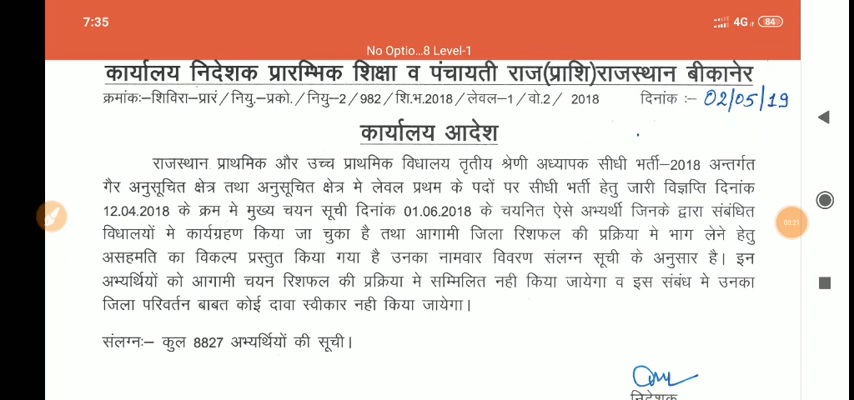 7:35
4G
84
No Optio...8 Level-1
कार्यालय निदेशक प्रारम्भिक शिक्षा व पंचायती राज(प्राशि)राजस्थान बीकानेर
क्रमांकः–शिविरा–प्रारं/नियु.–प्रको./नियु–2/982/शि.भ.2018/लेवल–1/वो.2/ 2018 दिनांक :– 02/05/19
कार्यालय आदेश
राजस्थान प्राथमिक और उच्च प्राथमिक विधालय तृतीय श्रेणी अध्यापक सीधी भर्ती–2018 अन्तर्गत
गैर अनुसूचित क्षेत्र तथा अनुसूचित क्षेत्र मे लेवल प्रथम के पदों पर सीधी भर्ती हेतु जारी विज्ञप्ति दिनांक
12.04.2018 के क्रम मे मुख्य चयन सूची दिनांक 01.06.2018 के चयनित ऐसे अभ्यर्थी जिनके द्वारा संबंधित
विधालयों मे कार्यग्रहण किया जा चुका है तथा आगामी जिला रिशफल की प्रक्रिया मे भाग लेने हेतु
असहमति का विकल्प प्रस्तुत किया गया है उनका नामवार विवरण संलग्न सूची के अनुसार है। इन
अभ्यर्थियों को आगामी चयन रिशफल की प्रक्रिया मे सम्मिलित नही किया जायेगा व इस संबंध मे उनका
जिला परिवर्तन बाबत कोई दावा स्वीकार नही किया जायेगा।
संलग्नः– कुल 8827 अभ्यर्थियों की सूची।
निदेशक
00:21